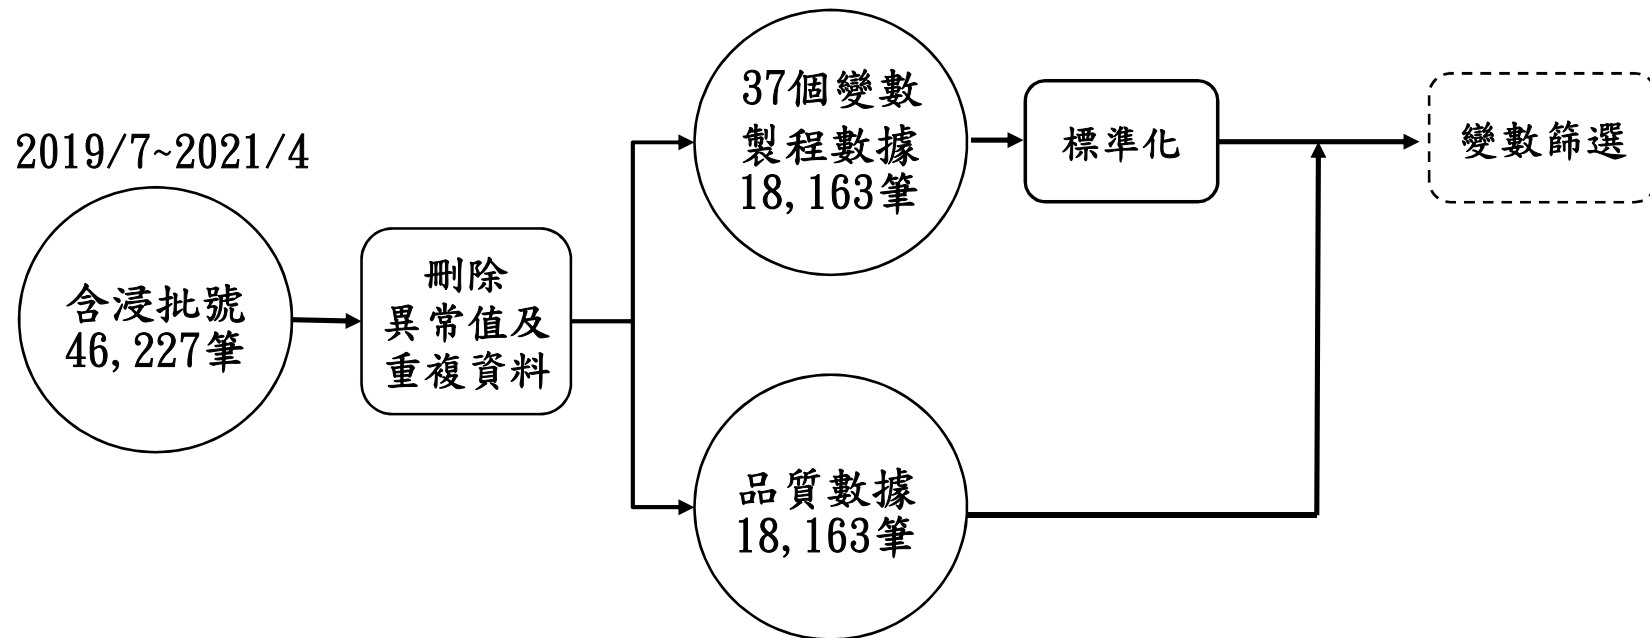 2019/7~2021/4
含浸批號
46,227筆
刪除
異常值及
重複資料
37個變數
製程數據
18,163筆
標準化
變數篩選
品質數據
18,163筆